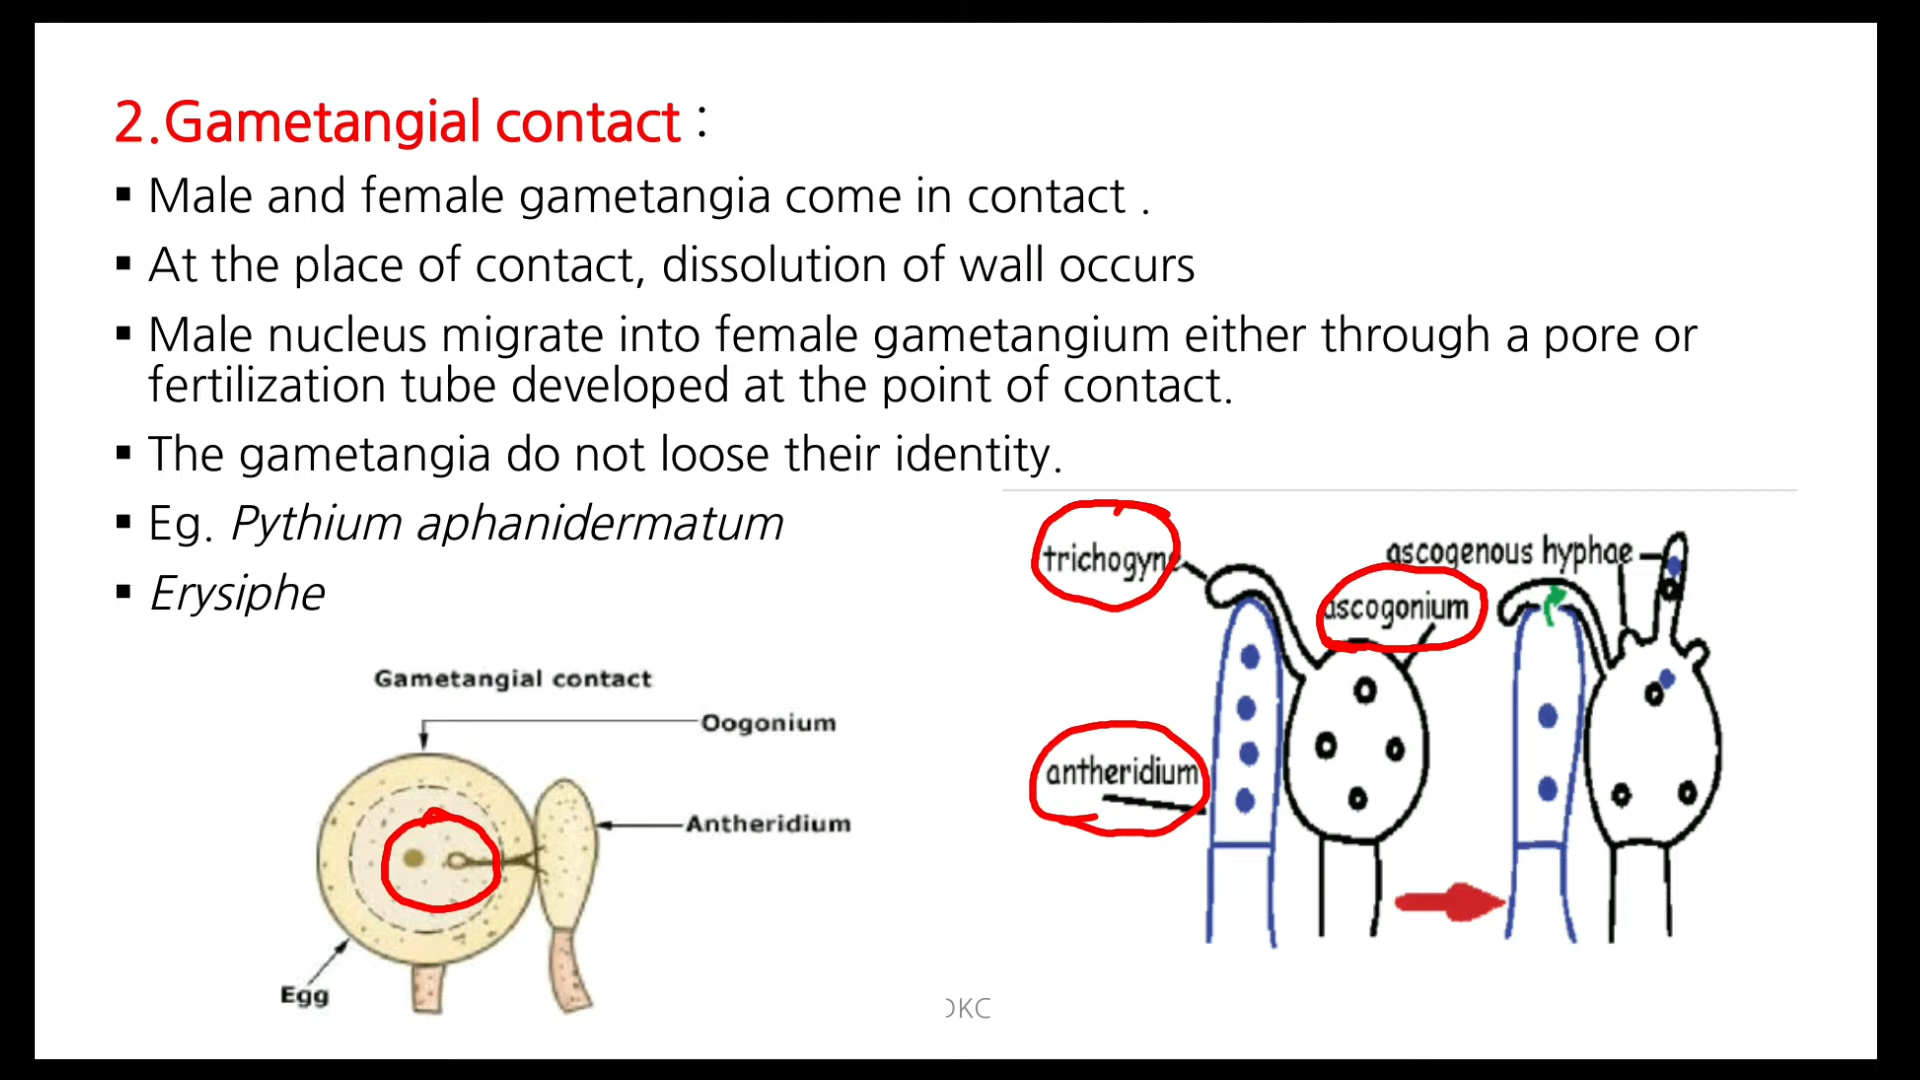 2.Gametangial contact :
▪ Male and female gametangia come in contact .
▪ At the place of contact, dissolution of wall occurs
▪ Male nucleus migrate into female gametangium either through a pore or
fertilization tube developed at the point of contact.
▪ The gametangia do not loose their identity.
▪ Eg. Pythium aphanidermatum
▪ Erysiphe
Gametangial contact
Oogonium
Antheridium
Egg
trichogyne
ascogenous hyphae
ascogonium
antheridium
DKC